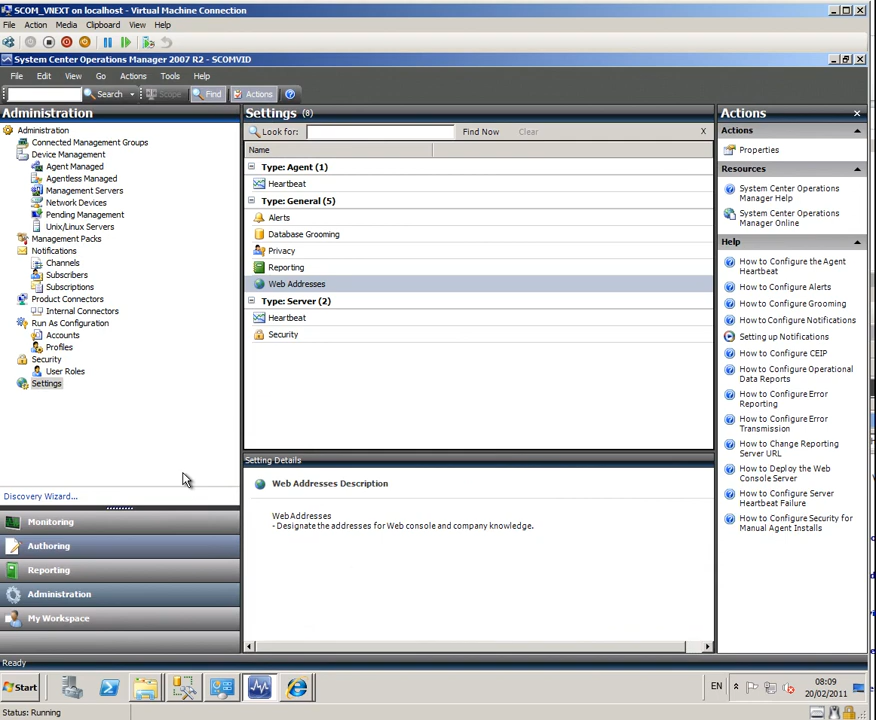 SCOM_VNEXT on localhost - Virtual Machine Connection
File Action Media Clipboard View Help
System Center Operations Manager 2007 R2 - SCOMVID
File Edit View Go Actions Tools Help
Search Scope Find Actions
Administration
Administration
Connected Management Groups
Device Management
Agent Managed
Agentless Managed
Management Servers
Network Devices
Pending Management
Unix/Linux Servers
Management Packs
Notifications
Channels
Subscribers
Subscriptions
Product Connectors
Internal Connectors
Run As Configuration
Accounts
Profiles
Security
User Roles
Settings
Discovery Wizard...
Monitoring
Authoring
Reporting
Administration
My Workspace
Settings (8)
Look for: Find Now Clear X
Name
Type: Agent (1)
Heartbeat
Type: General (5)
Alerts
Database Grooming
Privacy
Reporting
Web Addresses
Type: Server (2)
Heartbeat
Security
Setting Details
Web Addresses Description
Web Addresses
- Designate the addresses for Web console and company knowledge.
Actions
Actions
Properties
Resources
System Center Operations
Manager Help
System Center Operations
Manager Online
Help
How to Configure the Agent
Heartbeat
How to Configure Alerts
How to Configure Grooming
How to Configure Notifications
Setting up Notifications
How to Configure CEIP
How to Configure Operational
Data Reports
How to Configure Error
Reporting
How to Configure Error
Transmission
How to Change Reporting
Server URL
How to Deploy the Web
Console Server
How to Configure Server
Heartbeat Failure
How to Configure Security for
Manual Agent Installs
Ready
Start
EN
08:09
20/02/2011
Status: Running